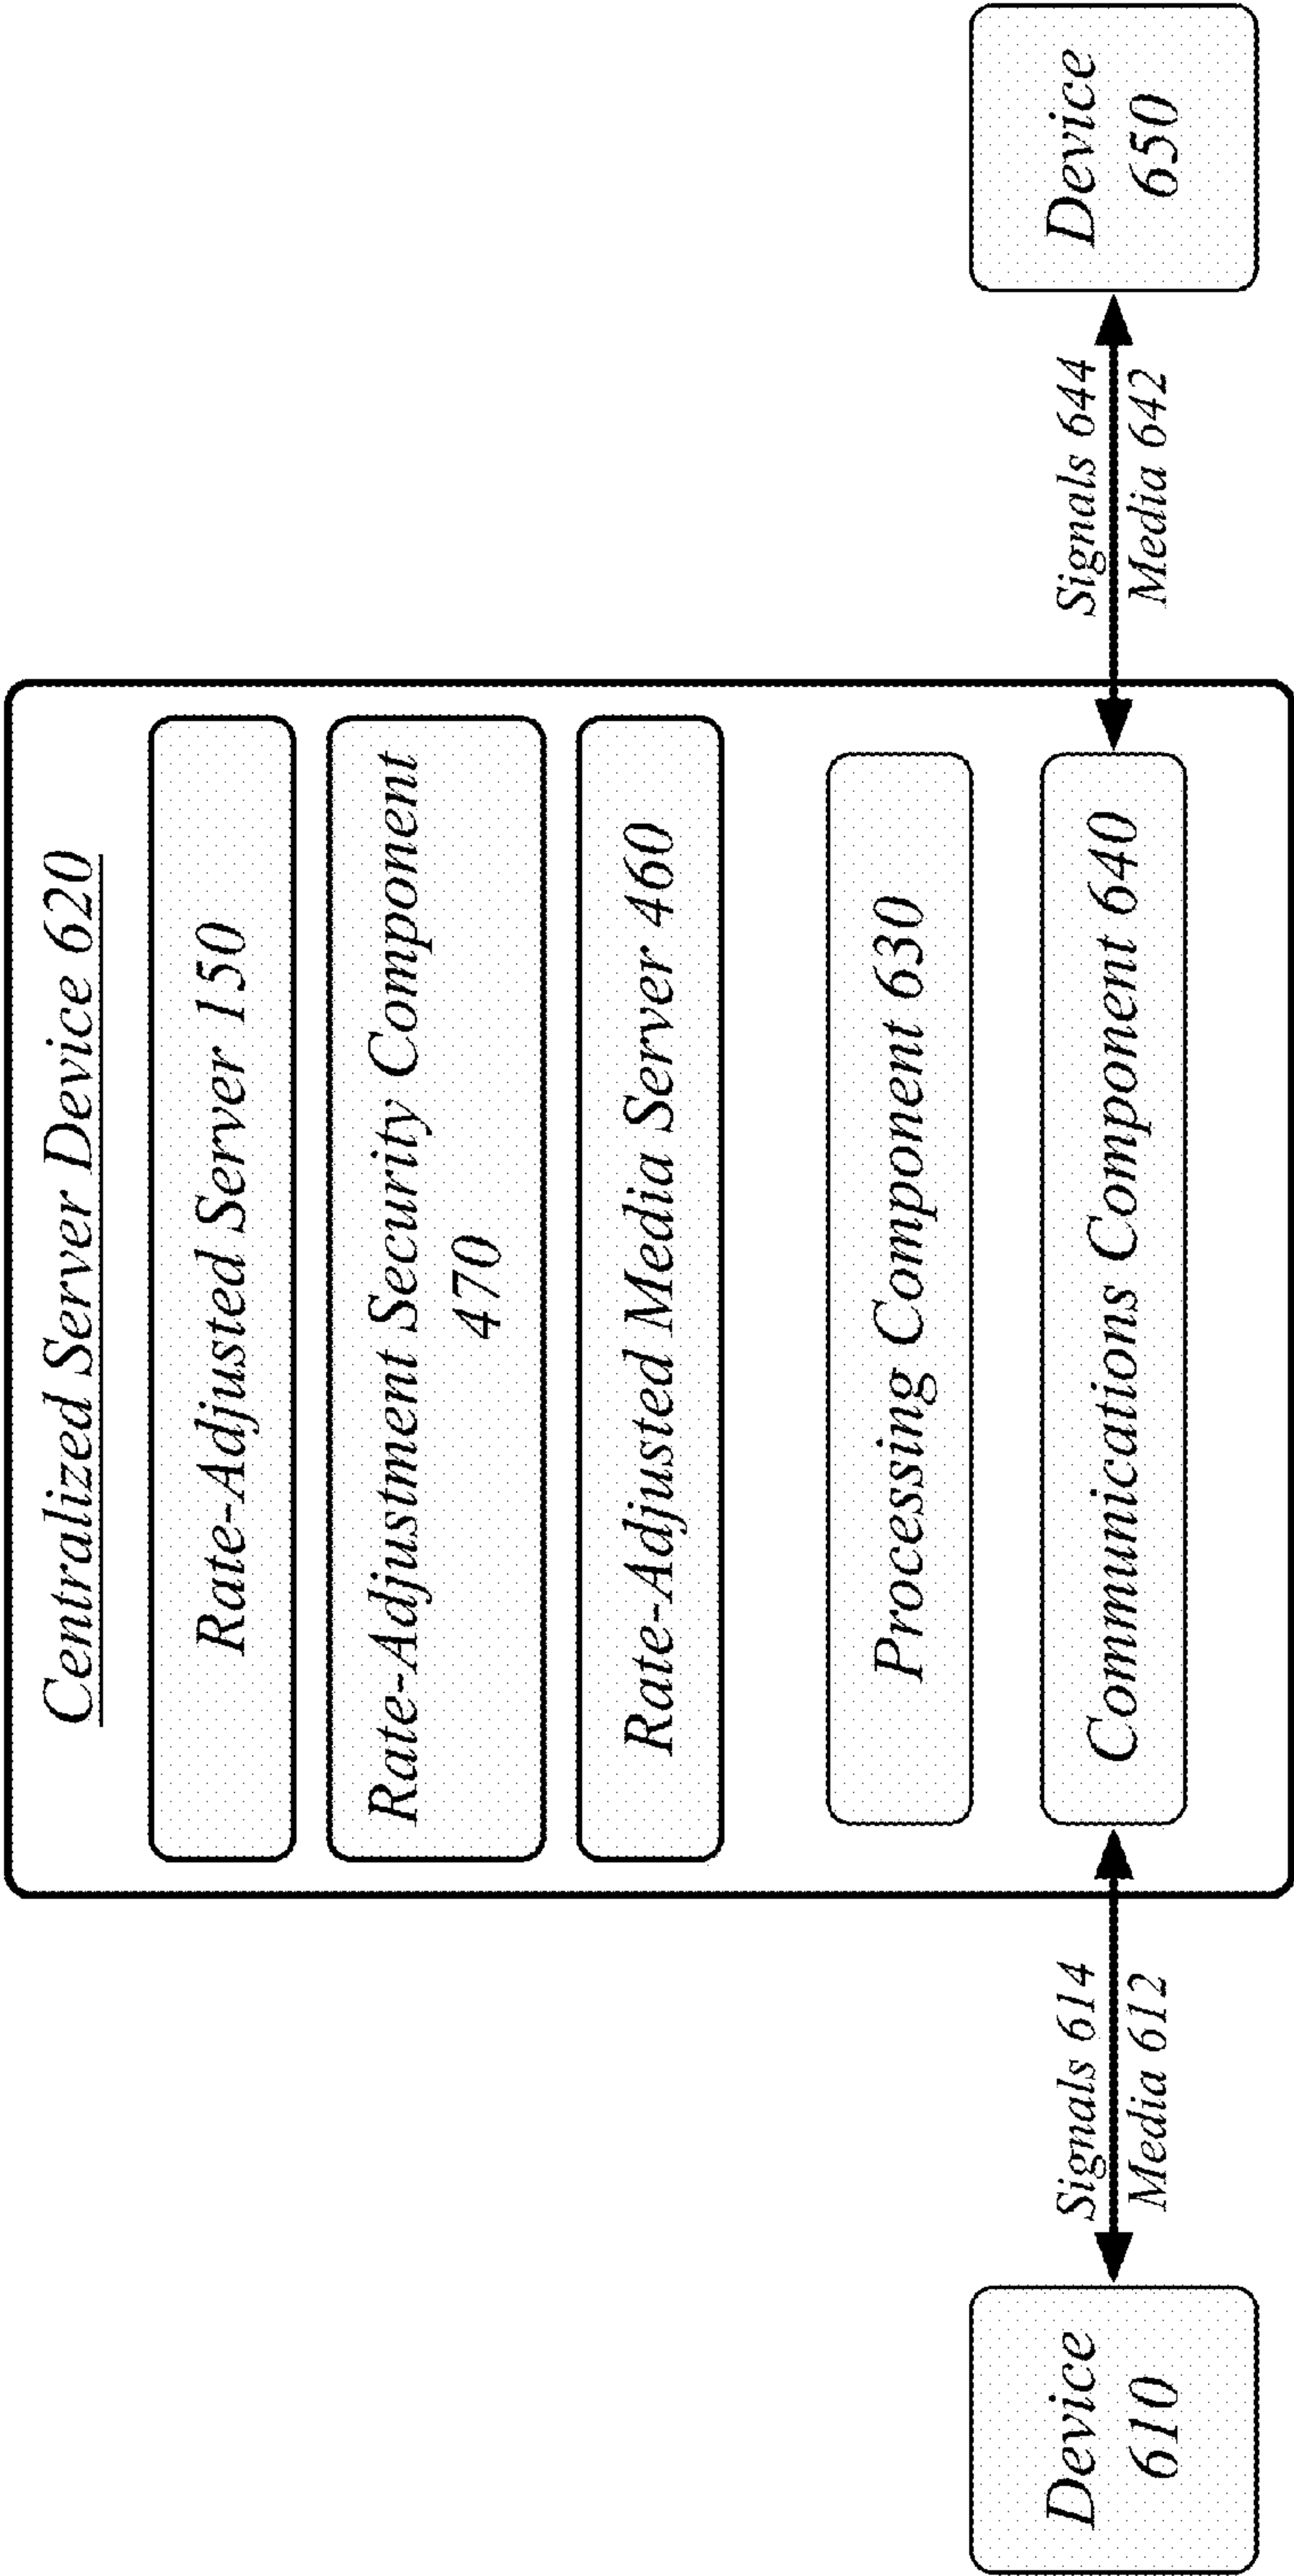 Centralized Server Device 620
Rate-Adjusted Server 150
Rate-Adjustment Security Component
470
Rate-Adjusted Media Server 460
Processing Component 630
Communications Component 640
Device
610
Signals 614
Media 612
Signals 644
Media 642
Device
650